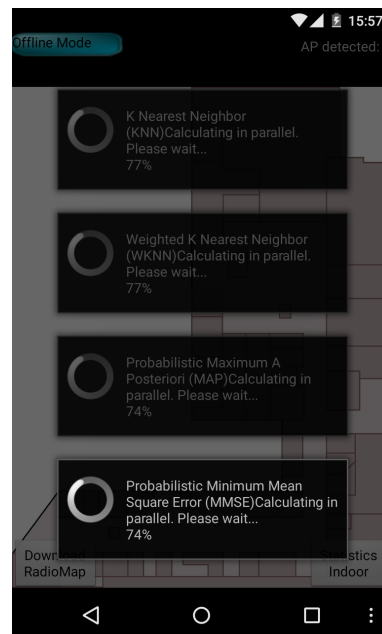 15:57
Offline Mode
AP detected:
K Nearest Neighbor
(KNN)Calculating in parallel.
Please wait...
77%
Weighted K Nearest Neighbor
(WKNN)Calculating in parallel.
Please wait...
77%
Probabilistic Maximum A
Posteriori (MAP)Calculating in
parallel. Please wait...
74%
Probabilistic Minimum Mean
Square Error (MMSE)Calculating in
parallel. Please wait...
74%
Download
RadioMap
Statistics
Indoor